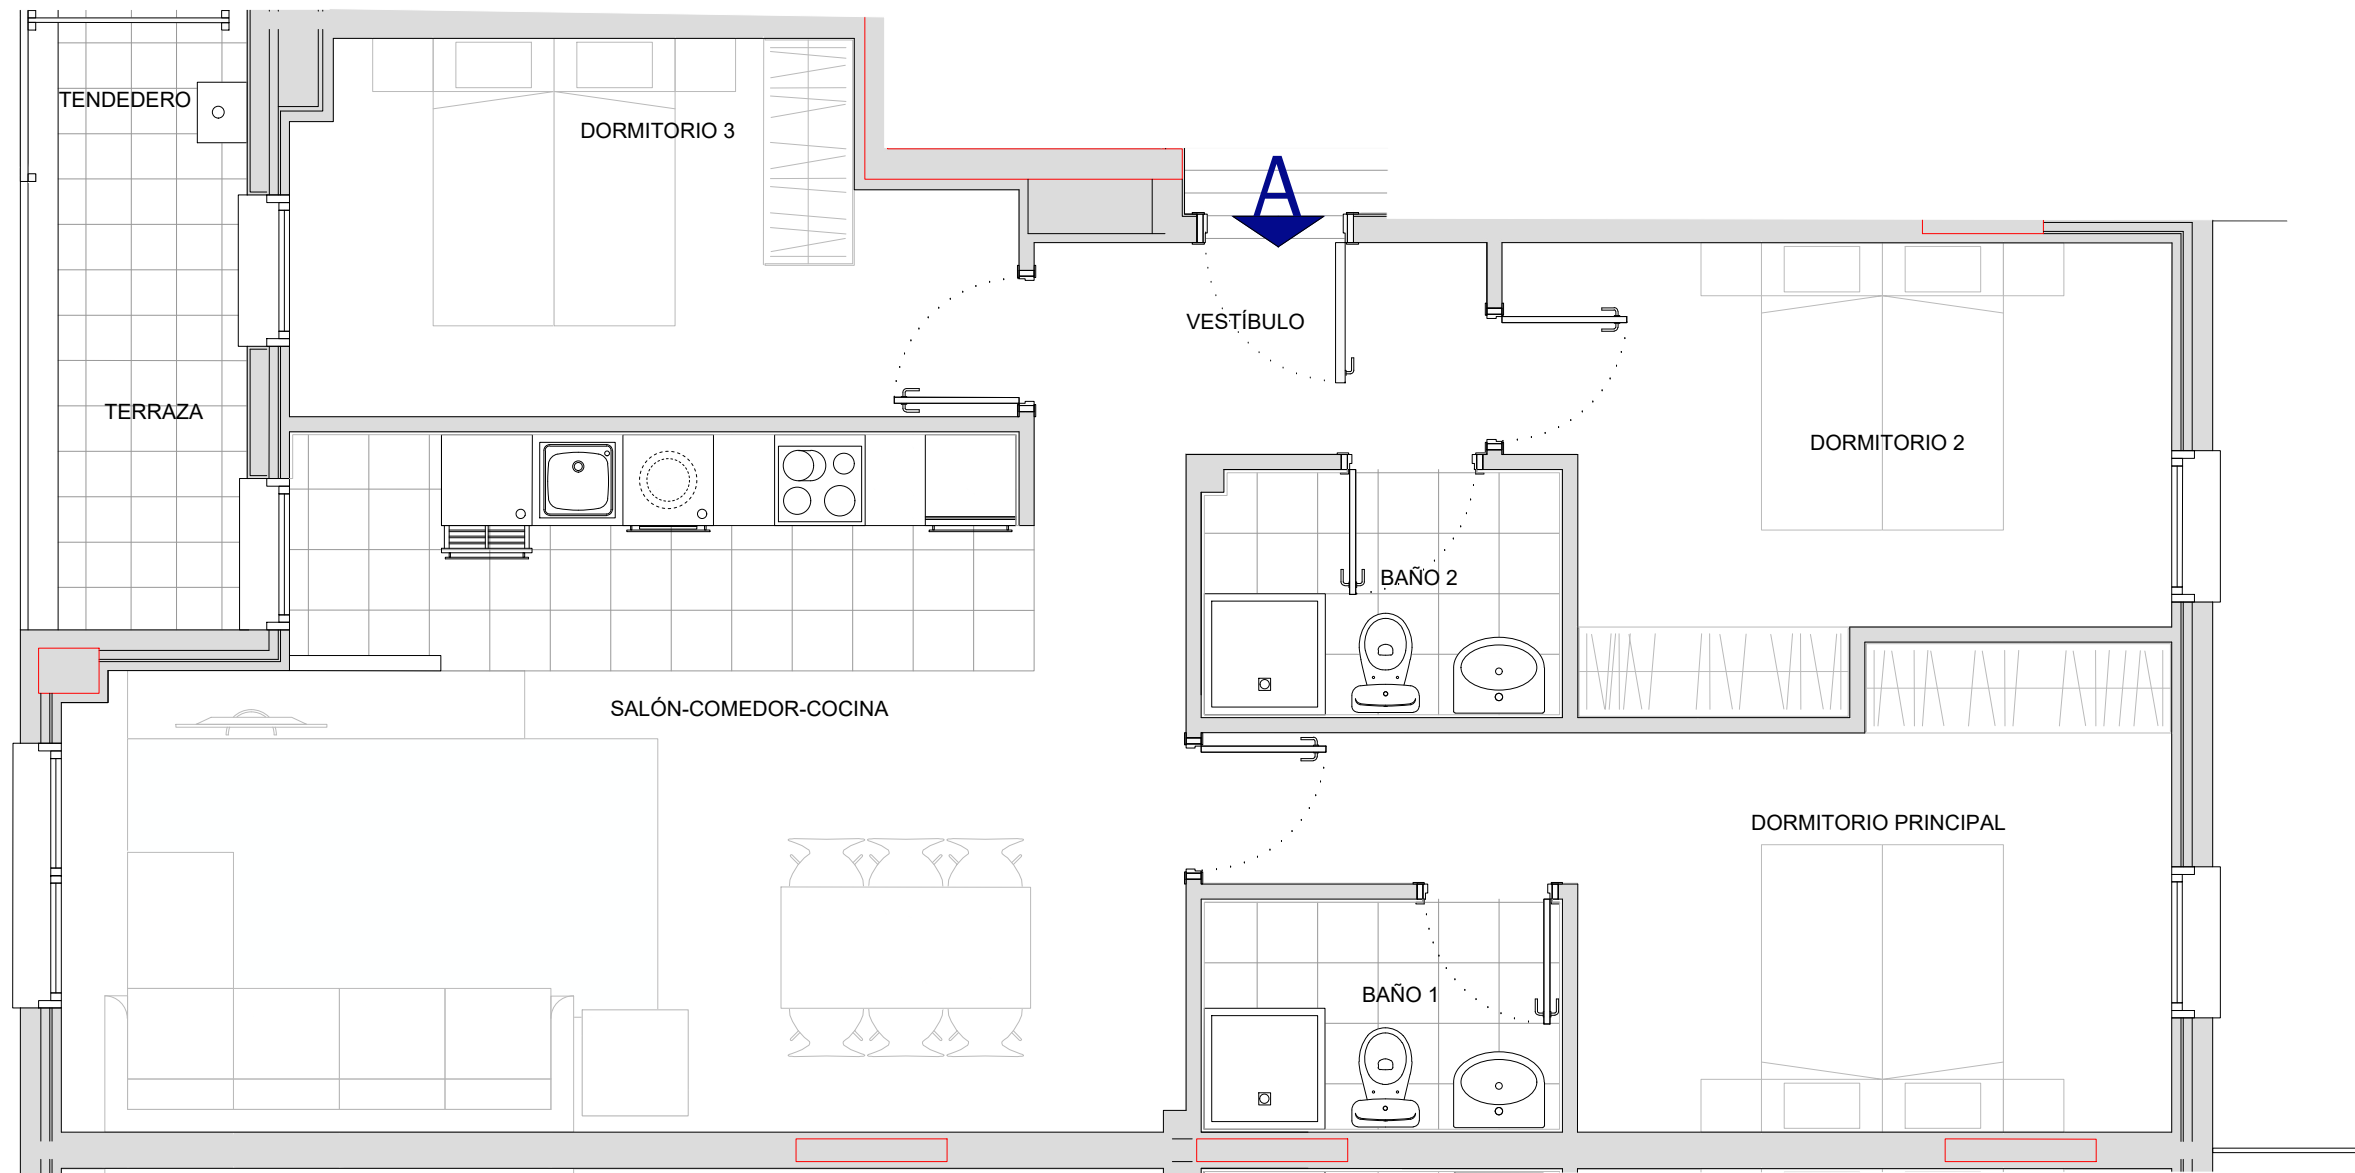 A
TENDEDERO
DORMITORIO 3
VESTÍBULO
TERRAZA
DORMITORIO 2
BAÑO 2
SALÓN-COMEDOR-COCINA
DORMITORIO PRINCIPAL
BAÑO 1